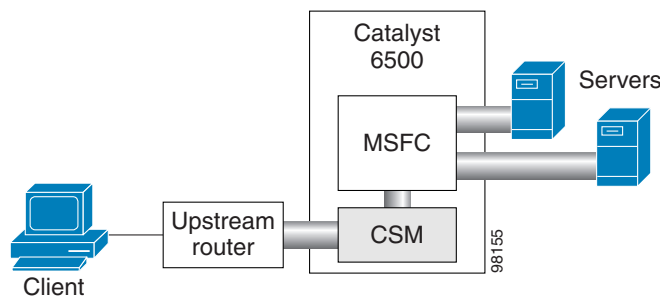 Catalyst
6500
Servers
MSFC
Upstream
router
CSM
98155
Client